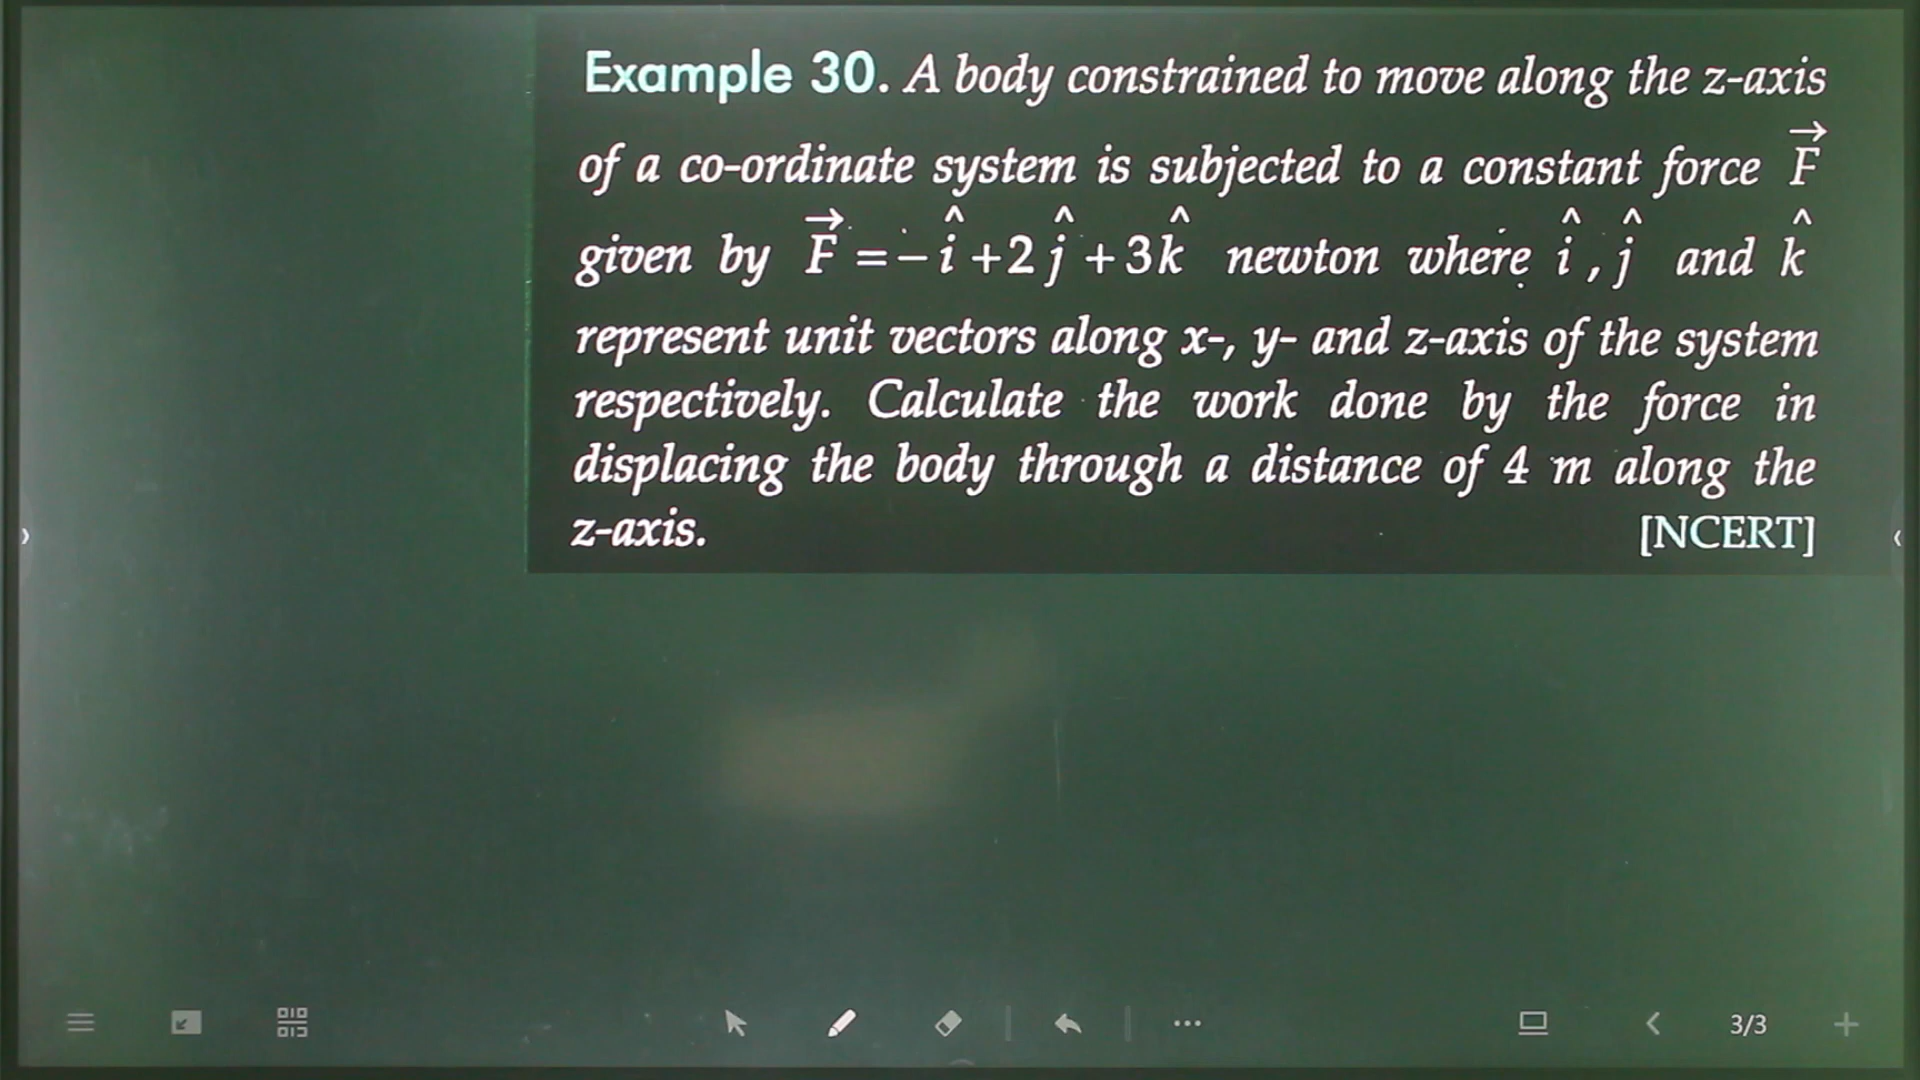 Example 30. A body constrained to move along the z-axis
of a co-ordinate system is subjected to a constant force F⃗
given by F⃗ = − î + 2 ĵ + 3 k̂ newton where î , ĵ and k̂
represent unit vectors along x-, y- and z-axis of the system
respectively. Calculate the work done by the force in
displacing the body through a distance of 4 m along the
z-axis. [NCERT]
3/3